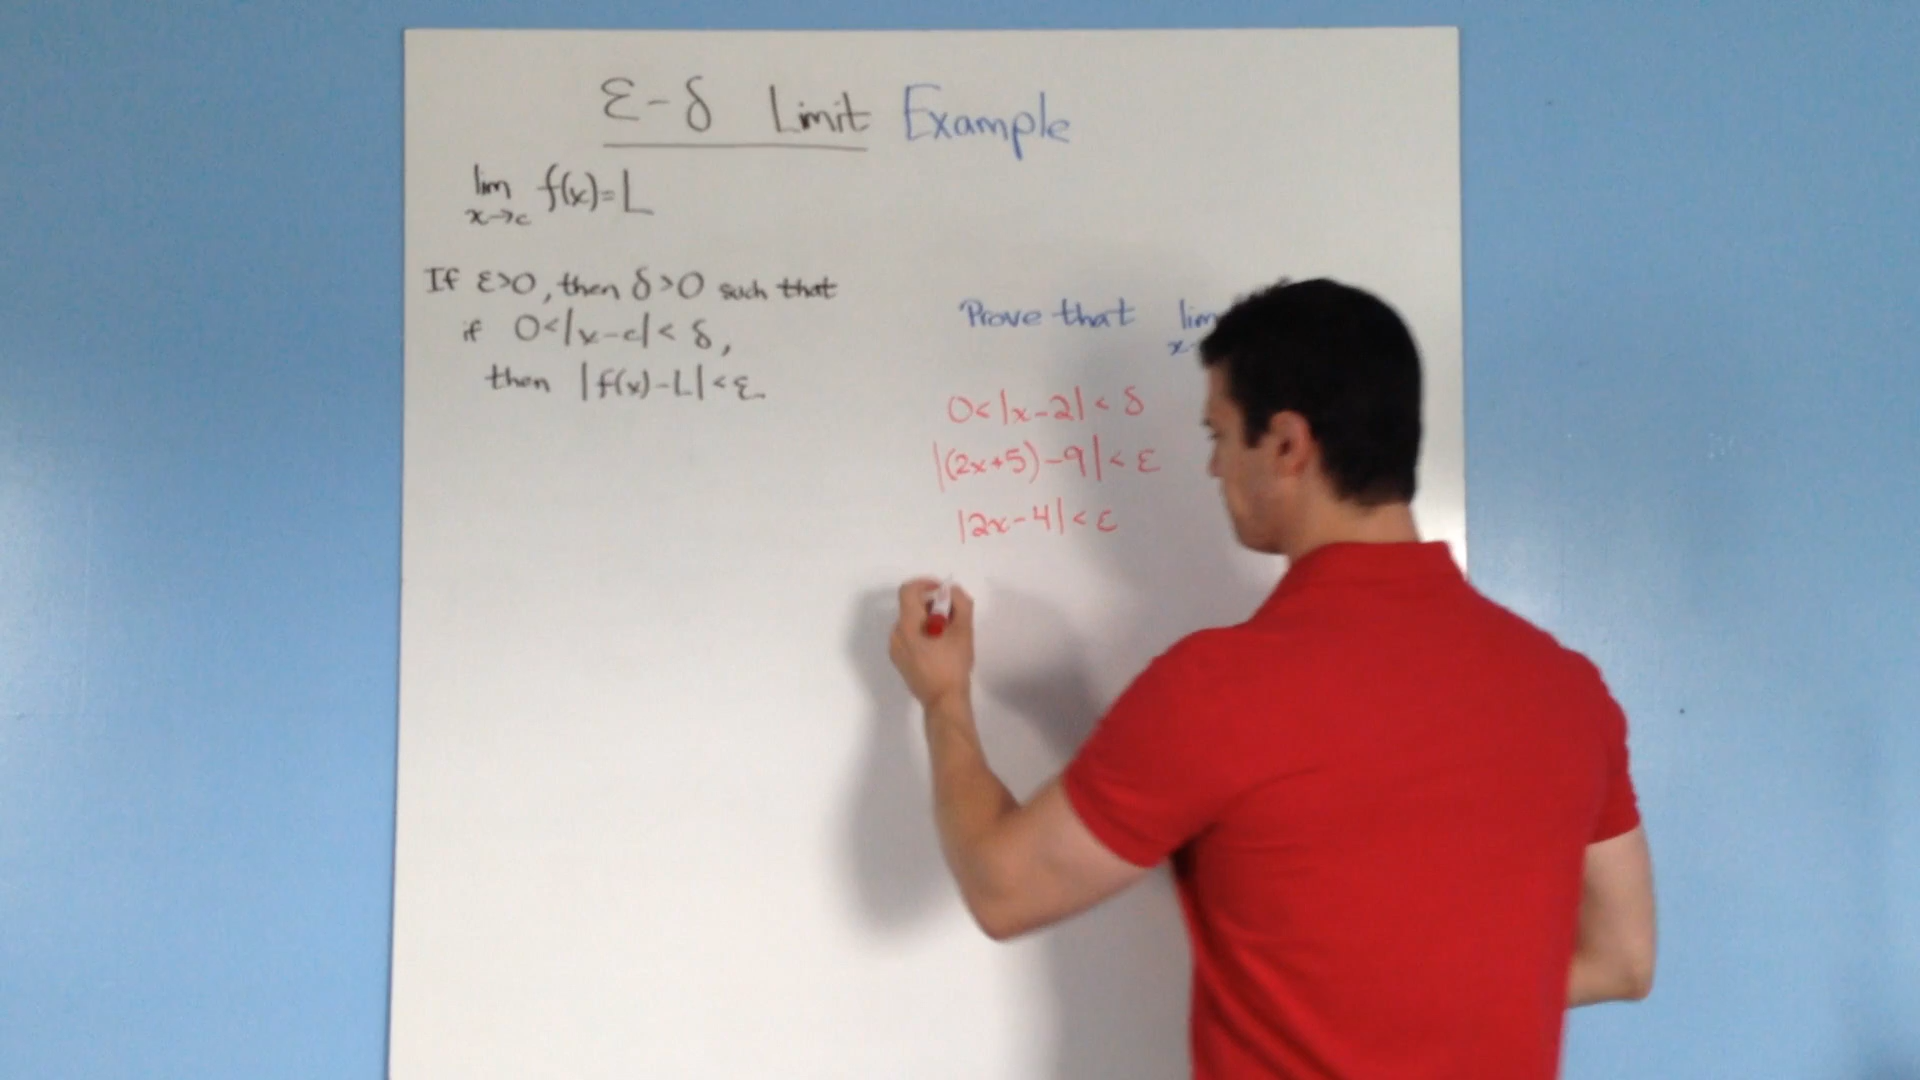 ε-δ Limit Example
lim f(x)=L
x→c
If ε>0, then δ>0 such that
if 0<|x-c|< δ,
then |f(x)-L|<ε.
Prove that lim
x
0<|x-2|< δ
|(2x+5)-9|< ε
|2x-4|< ε